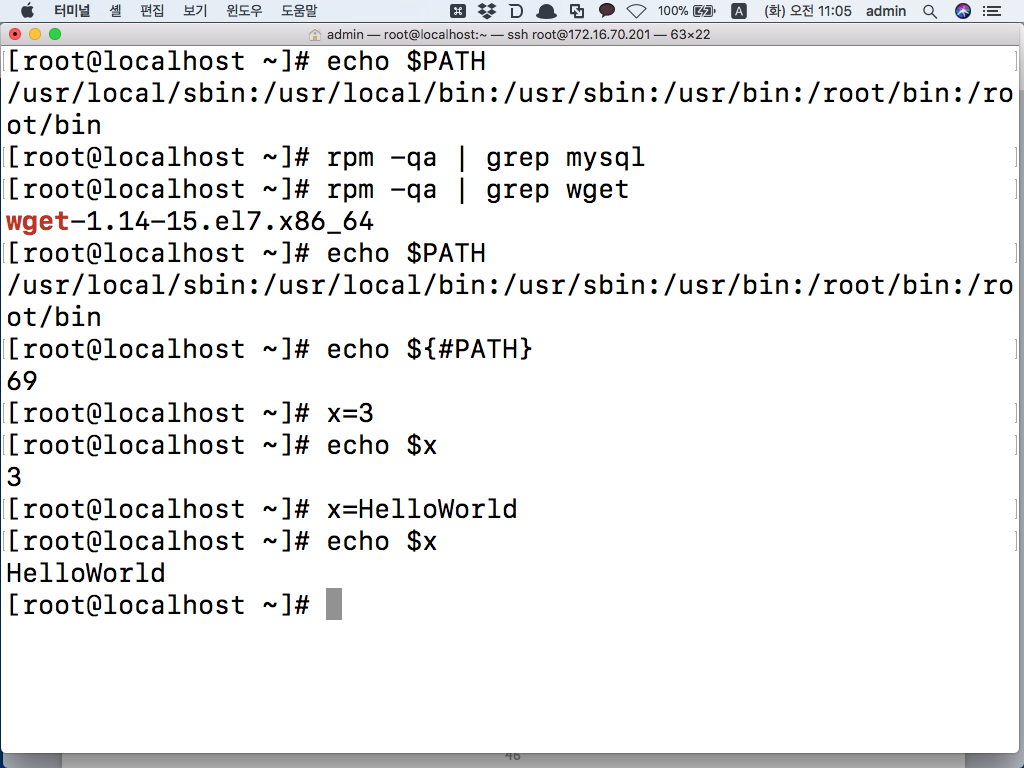 터미널 셸 편집 보기 윈도우 도움말 100% A (화) 오전 11:05 admin
admin — root@localhost:~ — ssh root@172.16.70.201 — 63×22
[root@localhost ~]# echo $PATH
/usr/local/sbin:/usr/local/bin:/usr/sbin:/usr/bin:/root/bin:/ro
ot/bin
[root@localhost ~]# rpm -qa | grep mysql
[root@localhost ~]# rpm -qa | grep wget
wget-1.14-15.el7.x86_64
[root@localhost ~]# echo $PATH
/usr/local/sbin:/usr/local/bin:/usr/sbin:/usr/bin:/root/bin:/ro
ot/bin
[root@localhost ~]# echo ${#PATH}
69
[root@localhost ~]# x=3
[root@localhost ~]# echo $x
3
[root@localhost ~]# x=HelloWorld
[root@localhost ~]# echo $x
HelloWorld
[root@localhost ~]#
46